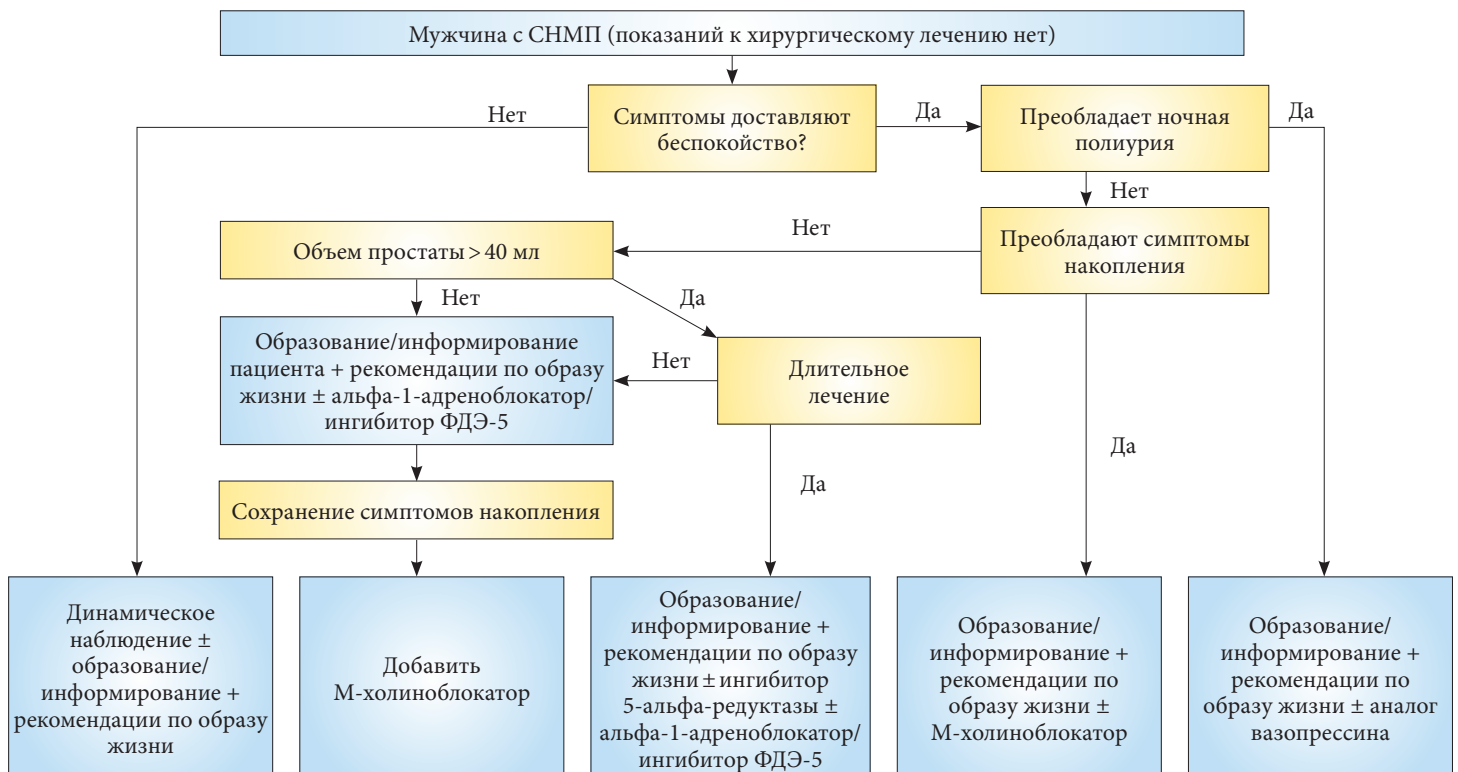 Мужчина с СНМП (показаний к хирургическому лечению нет)
Нет
Симптомы доставляют
беспокойство?
Да
Преобладает ночная
полиурия
Да
Нет
Объем простаты > 40 мл
Нет
Преобладают симптомы
накопления
Нет
Да
Образование/информирование
пациента + рекомендации по образу
жизни ± альфа-1-адреноблокатор/
ингибитор ФДЭ-5
Нет
Длительное
лечение
Да
Да
Сохранение симптомов накопления
Динамическое
наблюдение ±
образование/
информирование +
рекомендации по образу
жизни
Добавить
М-холиноблокатор
Образование/
информирование +
рекомендации по образу
жизни ± ингибитор
5-альфа-редуктазы ±
альфа-1-адреноблокатор/
ингибитор ФДЭ-5
Образование/
информирование +
рекомендации по
образу жизни ±
М-холиноблокатор
Образование/
информирование +
рекомендации по
образу жизни ± аналог
вазопрессина